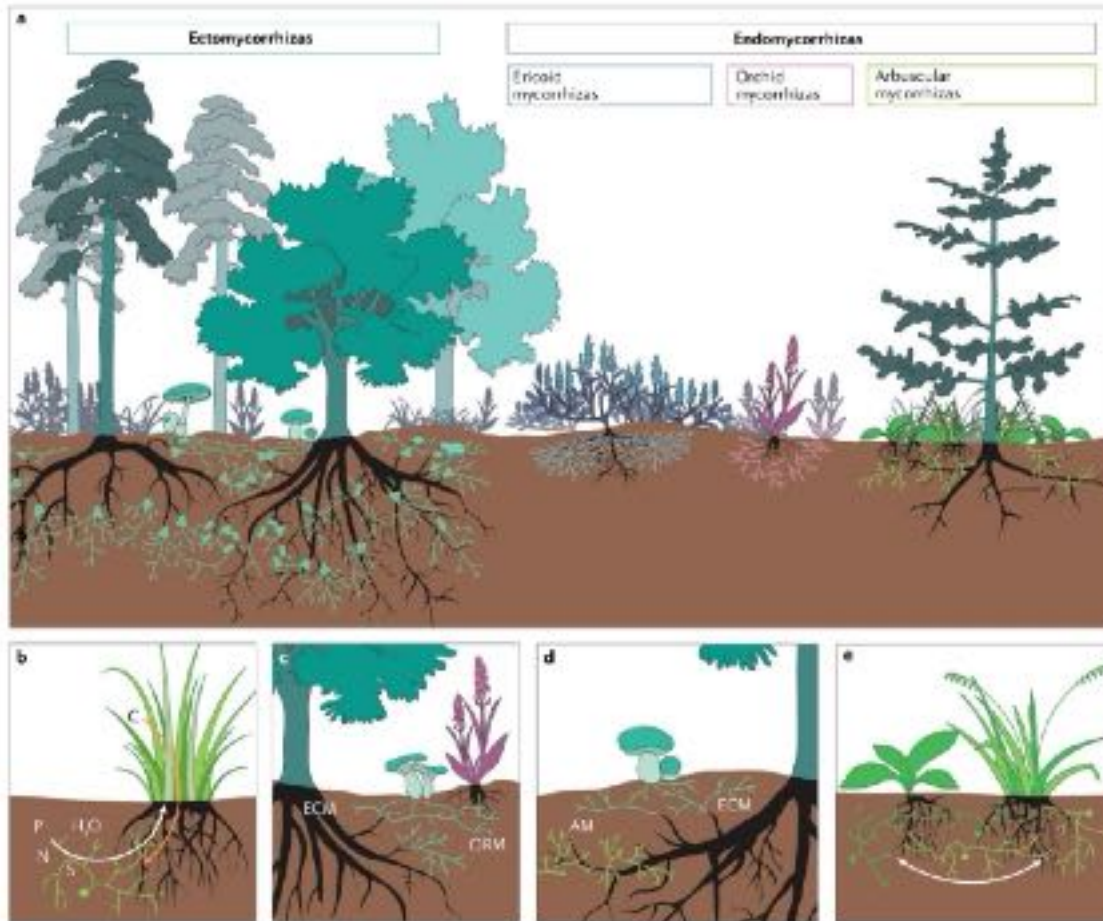 a
Ectomycorrhizas
Endomycorrhizas
Ericoid
mycorrhizas
Orchid
mycorrhizas
Arbuscular
mycorrhizas
b
C
P
H₂O
N
S
c
ECM
ORM
d
ECM
AM
e